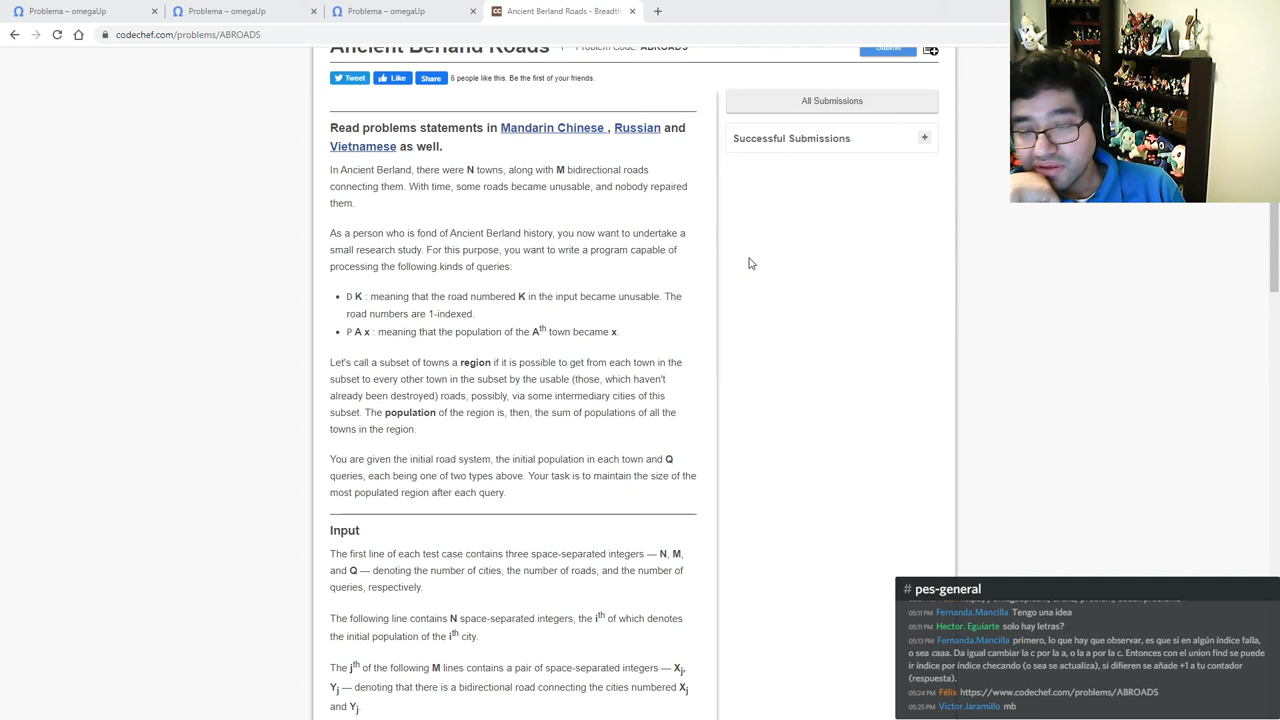 Problema – omegaUp
Problema – omegaUp
Problema – omegaUp
Ancient Berland Roads - Breadth
codechef.com/problems/ABROADS
Ancient Berland Roads
Problem Code: ABROADS
Submit
Tweet
Like
Share
6 people like this. Be the first of your friends.
All Submissions
Successful Submissions
Read problems statements in Mandarin Chinese , Russian and
Vietnamese as well.
In Ancient Berland, there were N towns, along with M bidirectional roads
connecting them. With time, some roads became unusable, and nobody repaired
them.
As a person who is fond of Ancient Berland history, you now want to undertake a
small research study. For this purpose, you want to write a program capable of
processing the following kinds of queries:
• D K : meaning that the road numbered K in the input became unusable. The
road numbers are 1-indexed.
• P A x : meaning that the population of the Ath town became x.
Let's call a subset of towns a region if it is possible to get from each town in the
subset to every other town in the subset by the usable (those, which haven't
already been destroyed) roads, possibly, via some intermediary cities of this
subset. The population of the region is, then, the sum of populations of all the
towns in the region.
You are given the initial road system, the initial population in each town and Q
queries, each being one of two types above. Your task is to maintain the size of the
most populated region after each query.
Input
The first line of each test case contains three space-separated integers — N, M,
and Q — denoting the number of cities, the number of roads, and the number of
queries, respectively.
The following line contains N space-separated integers, the ith of which denotes
the initial population of the ith city.
The jth of the following M lines contains a pair of space-separated integers — Xj,
Yj — denoting that there is a bidirectional road connecting the cities numbered Xj
and Yj.
# pes-general
05:11 PM Fernanda.Mancilla Tengo una idea
05:11 PM Hector. Eguiarte solo hay letras?
05:13 PM Fernanda.Mancilla primero, lo que hay que observar, es que si en algún índice falla,
o sea caaa. Da igual cambiar la c por la a, o la a por la c. Entonces con el union find se puede
ir índice por índice checando (o sea se actualiza), si difieren se añade +1 a tu contador
(respuesta).
05:24 PM Félix https://www.codechef.com/problems/ABROADS
05:25 PM Victor.Jaramillo mb